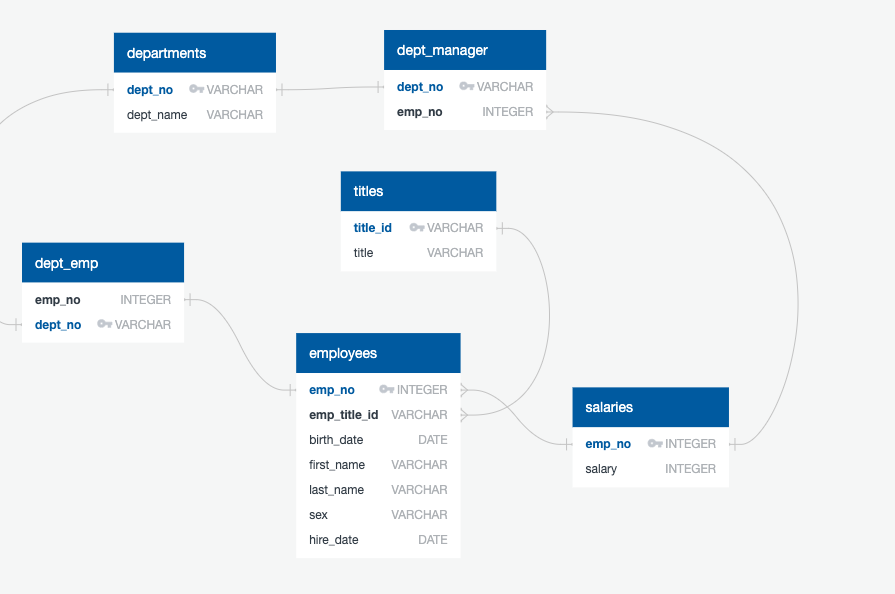 departments
dept_no VARCHAR
dept_name VARCHAR
dept_manager
dept_no VARCHAR
emp_no INTEGER
titles
title_id VARCHAR
title VARCHAR
dept_emp
emp_no INTEGER
dept_no VARCHAR
employees
emp_no INTEGER
emp_title_id VARCHAR
birth_date DATE
first_name VARCHAR
last_name VARCHAR
sex VARCHAR
hire_date DATE
salaries
emp_no INTEGER
salary INTEGER